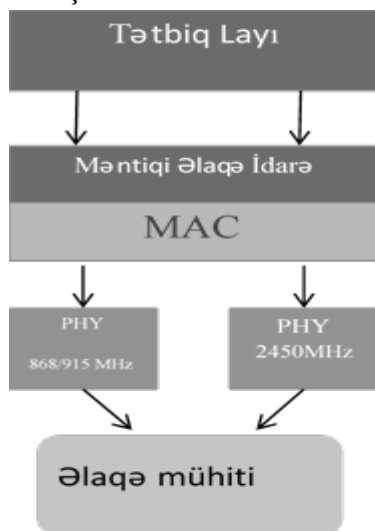 Tətbiq Layı
Məntiqi Əlaqə İdarə
MAC
PHY
868/915 MHz
PHY
2450MHz
Əlaqə mühiti